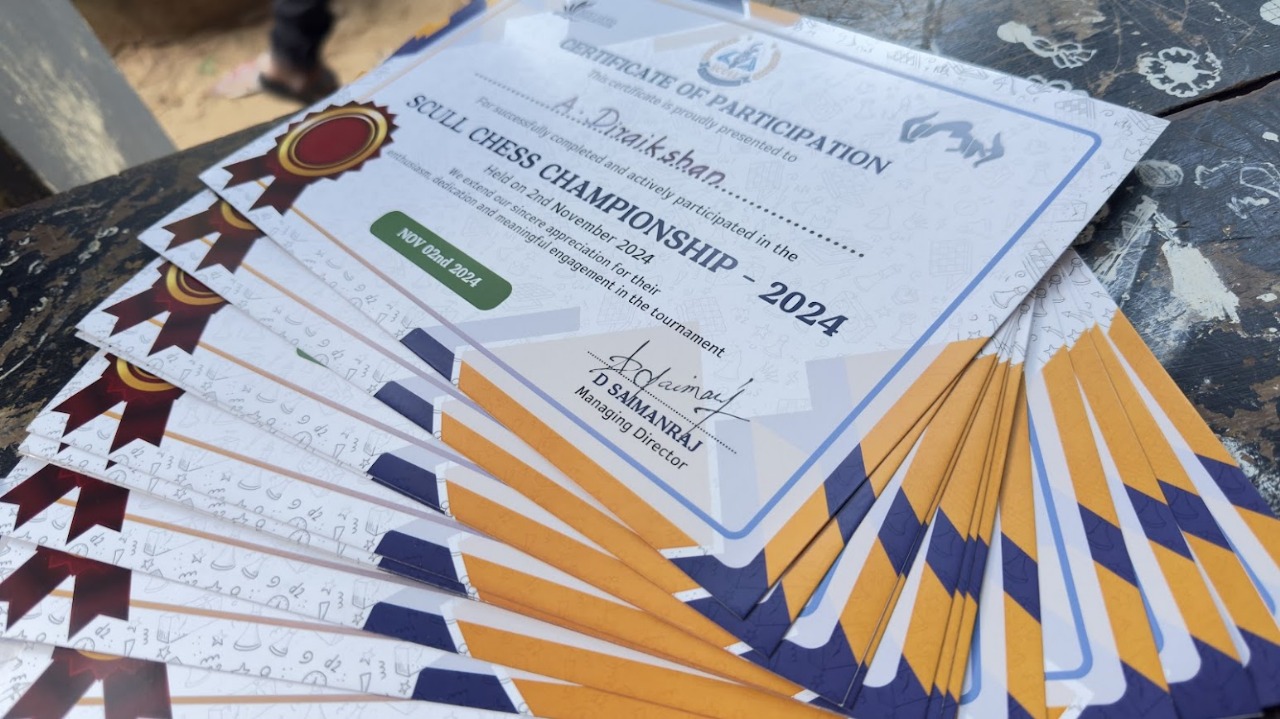 CERTIFICATE OF PARTICIPATION
This certificate is proudly presented to
A. Diraikshan
For successfully completed and actively participated in the
SCULL CHESS CHAMPIONSHIP - 2024
Held on 2nd November 2024
We extend our sincere appreciation for their
enthusiasm, dedication and meaningful engagement in the tournament
NOV 02nd 2024
D SAIMANRAJ
Managing Director